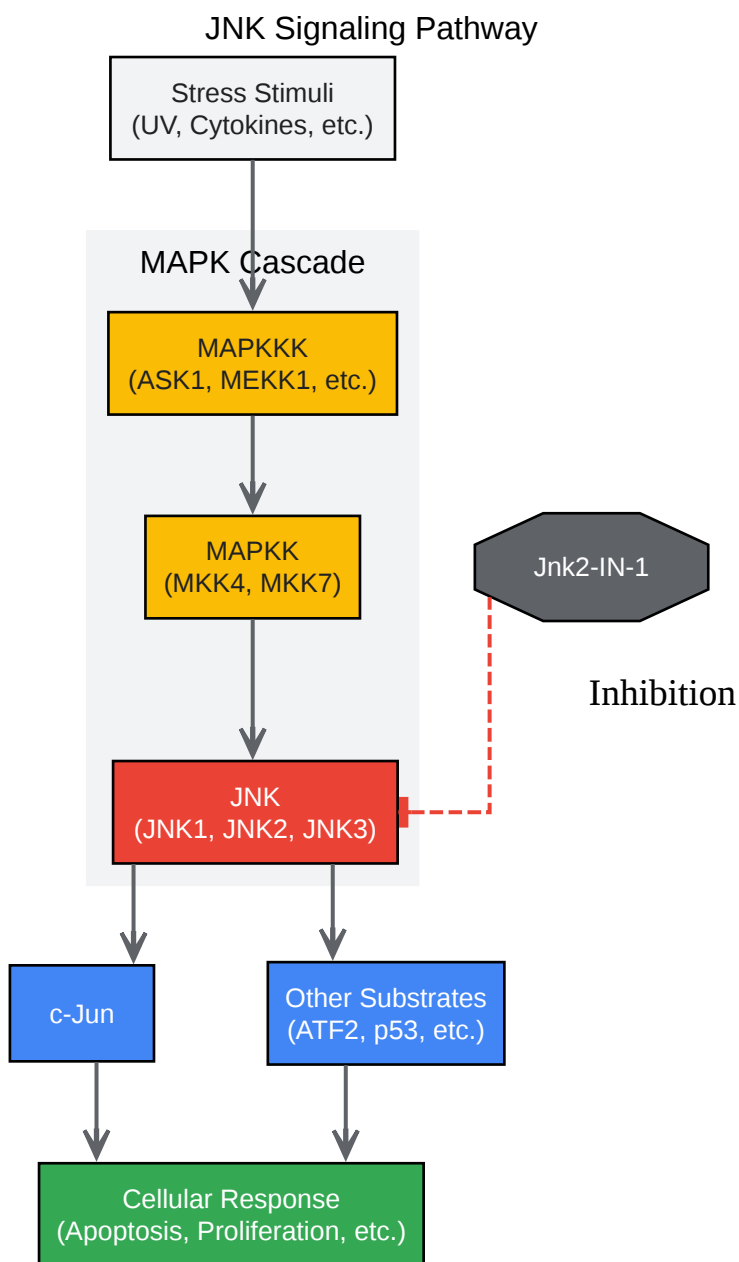 JNK Signaling Pathway
Stress Stimuli
(UV, Cytokines, etc.)
MAPK Cascade
MAPKKK
(ASK1, MEKK1, etc.)
MAPKK
(MKK4, MKK7)
Jnk2-IN-1
Inhibition
JNK
(JNK1, JNK2, JNK3)
c-Jun
Other Substrates
(ATF2, p53, etc.)
Cellular Response
(Apoptosis, Proliferation, etc.)